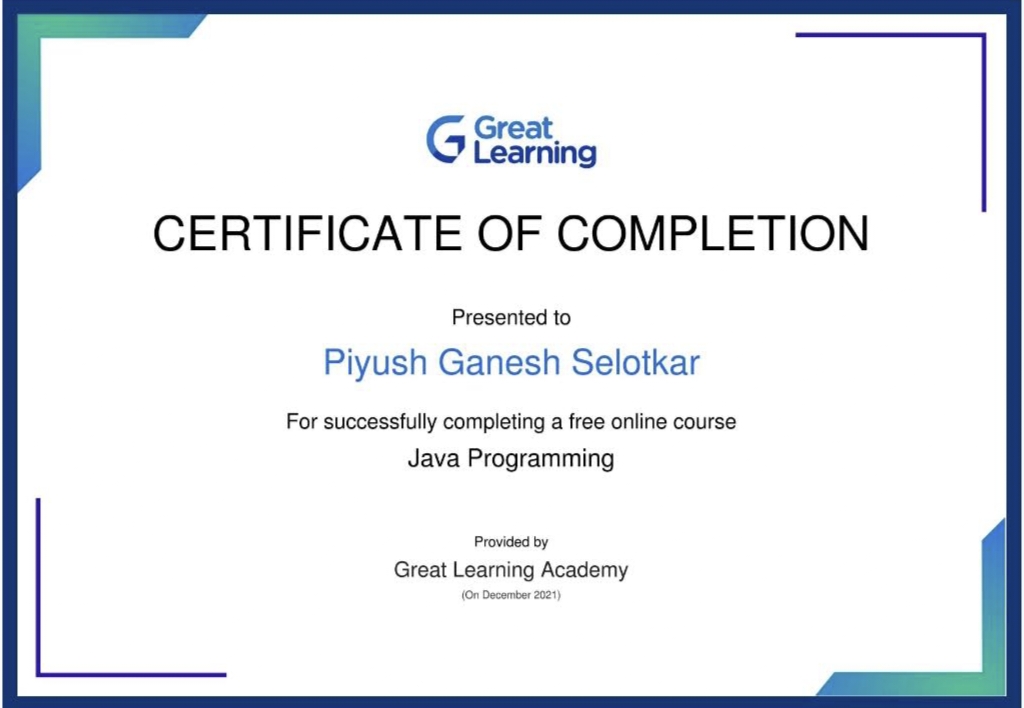 Great
Learning
CERTIFICATE OF COMPLETION
Presented to
Piyush Ganesh Selotkar
For successfully completing a free online course
Java Programming
Provided by
Great Learning Academy
(On December 2021)